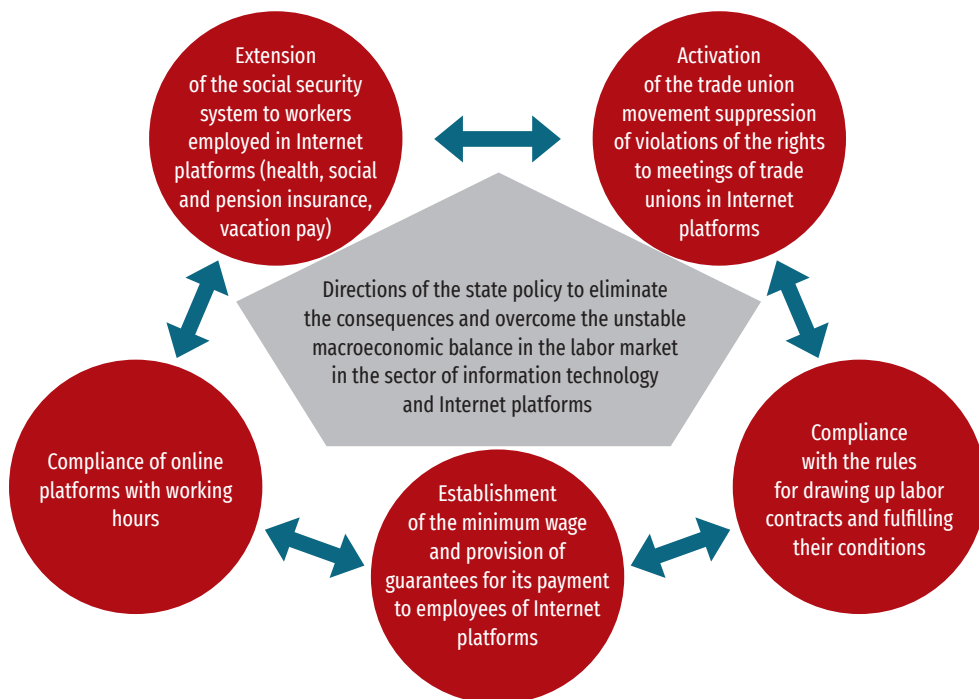 Extension
of the social security
system to workers
employed in Internet
platforms (health, social
and pension insurance,
vacation pay)
Activation
of the trade union
movement suppression
of violations of the rights
to meetings of trade
unions in Internet
platforms
Directions of the state policy to eliminate
the consequences and overcome the unstable
macroeconomic balance in the labor market
in the sector of information technology
and Internet platforms
Compliance of online
platforms with working
hours
Establishment
of the minimum wage
and provision of
guarantees for its payment
to employees of Internet
platforms
Compliance
with the rules
for drawing up labor
contracts and fulfilling
their conditions